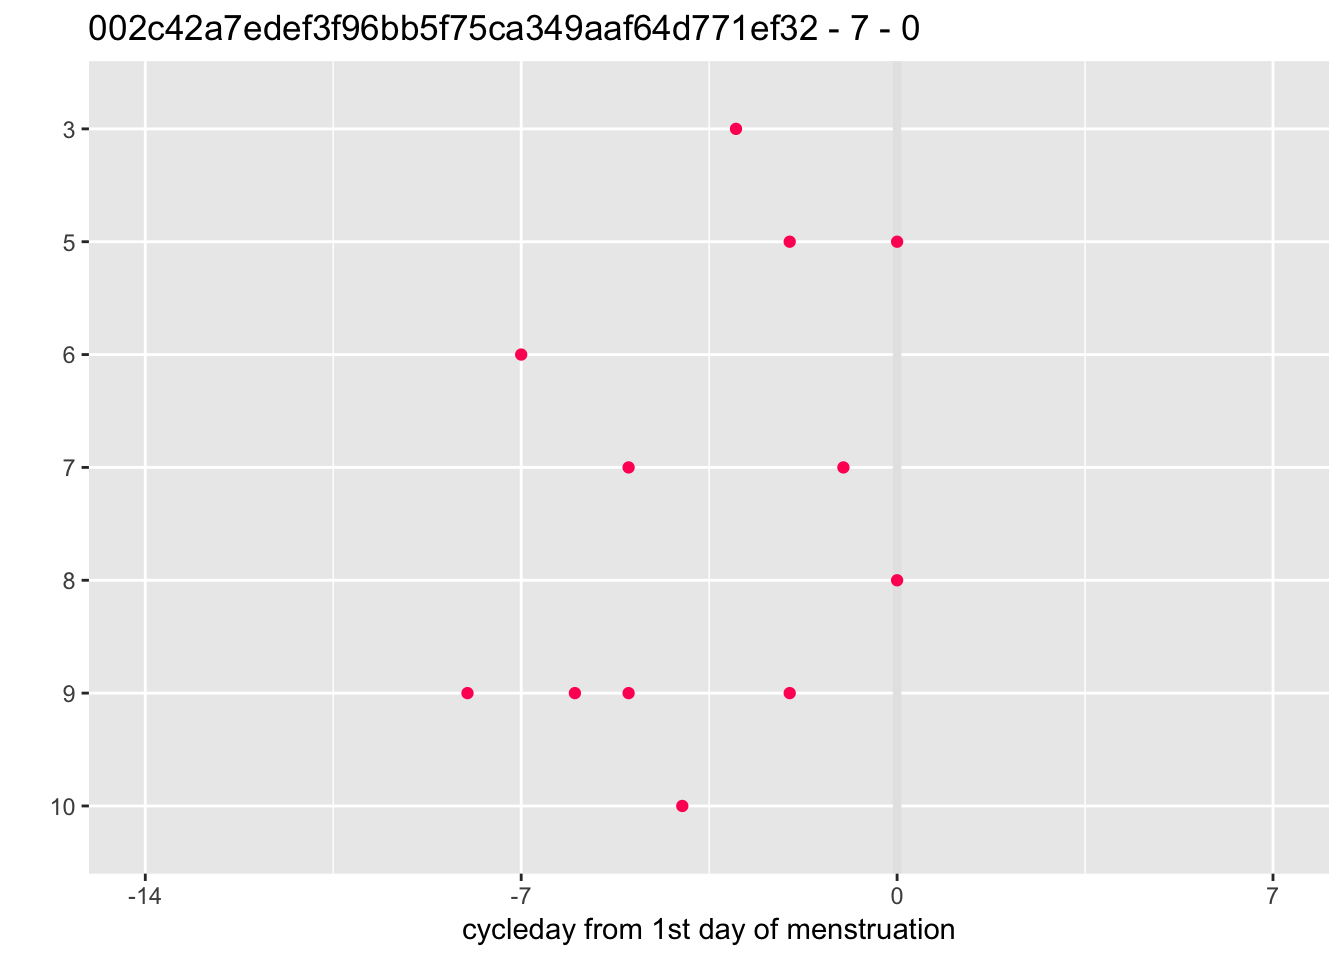 002c42a7edef3f96bb5f75ca349aaf64d771ef32 - 7 - 0
3
5
6
7
8
9
10
-14 -7 0 7
cycleday from 1st day of menstruation